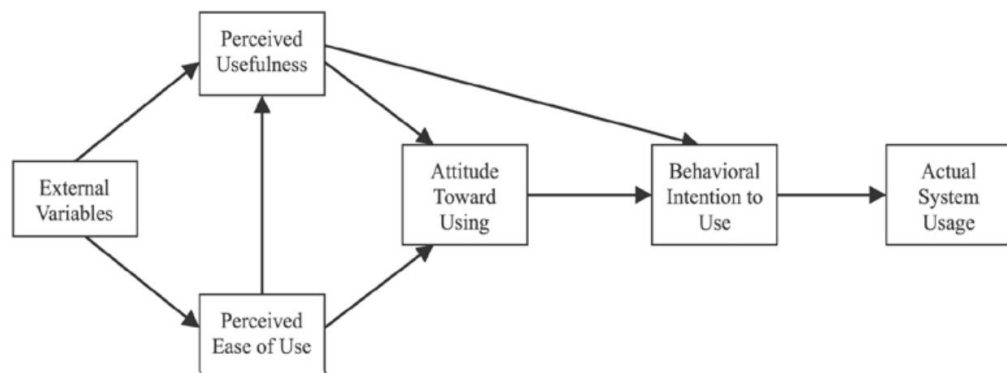 Perceived
Usefulness
External
Variables
Attitude
Toward
Using
Behavioral
Intention to
Use
Actual
System
Usage
Perceived
Ease of Use